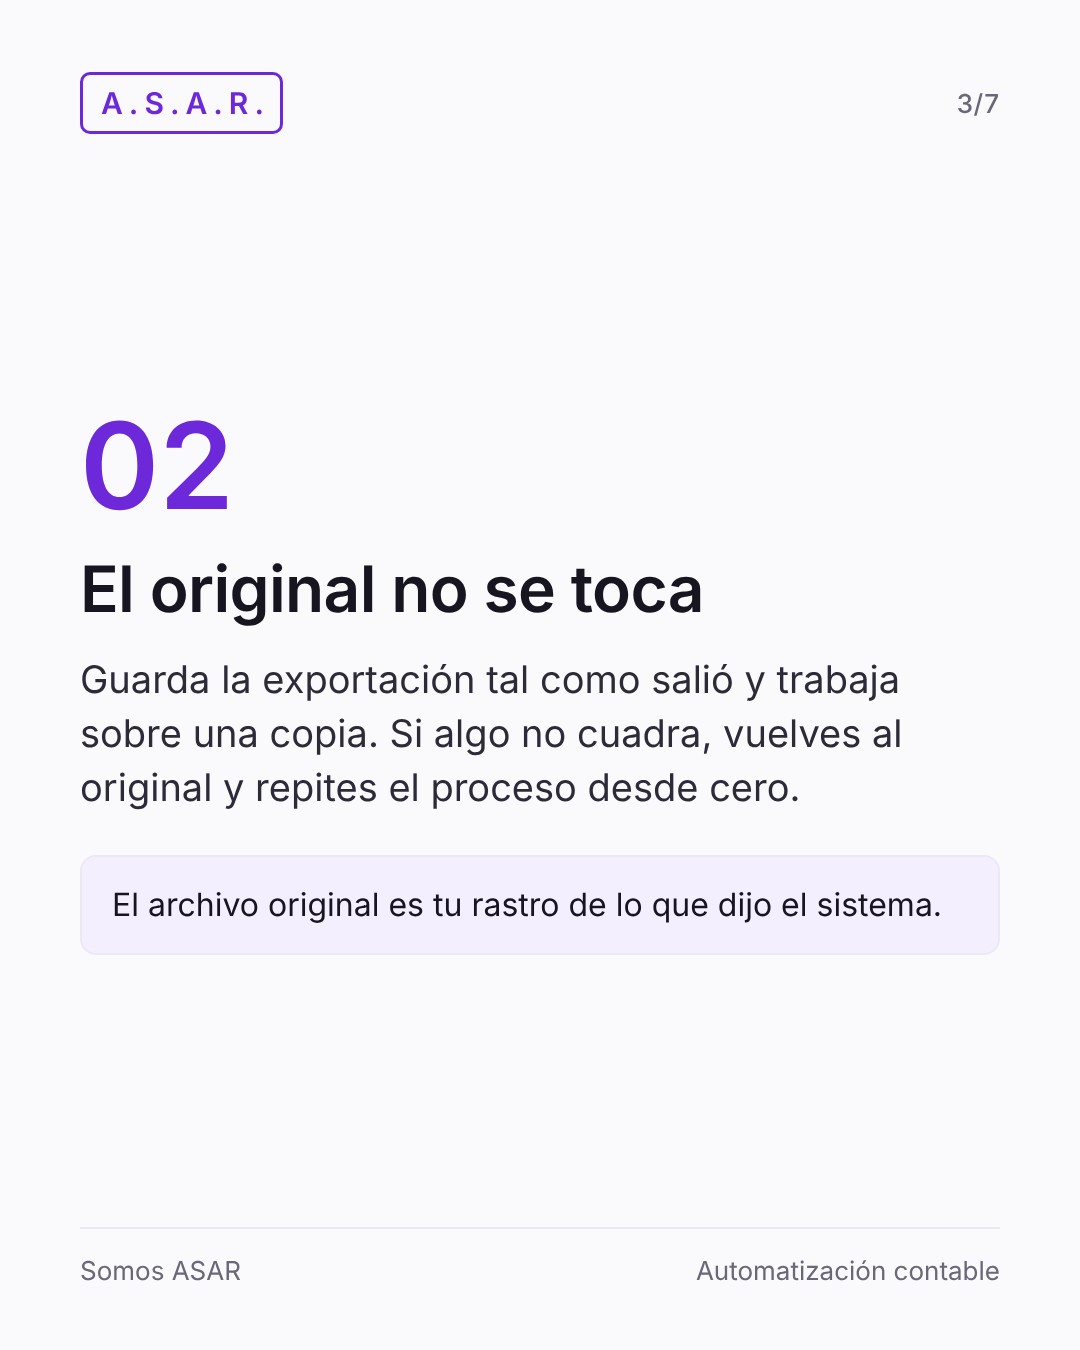 A.S.A.R.
3/7
02
El original no se toca
Guarda la exportación tal como salió y trabaja
sobre una copia. Si algo no cuadra, vuelves al
original y repites el proceso desde cero.
El archivo original es tu rastro de lo que dijo el sistema.
Somos ASAR
Automatización contable